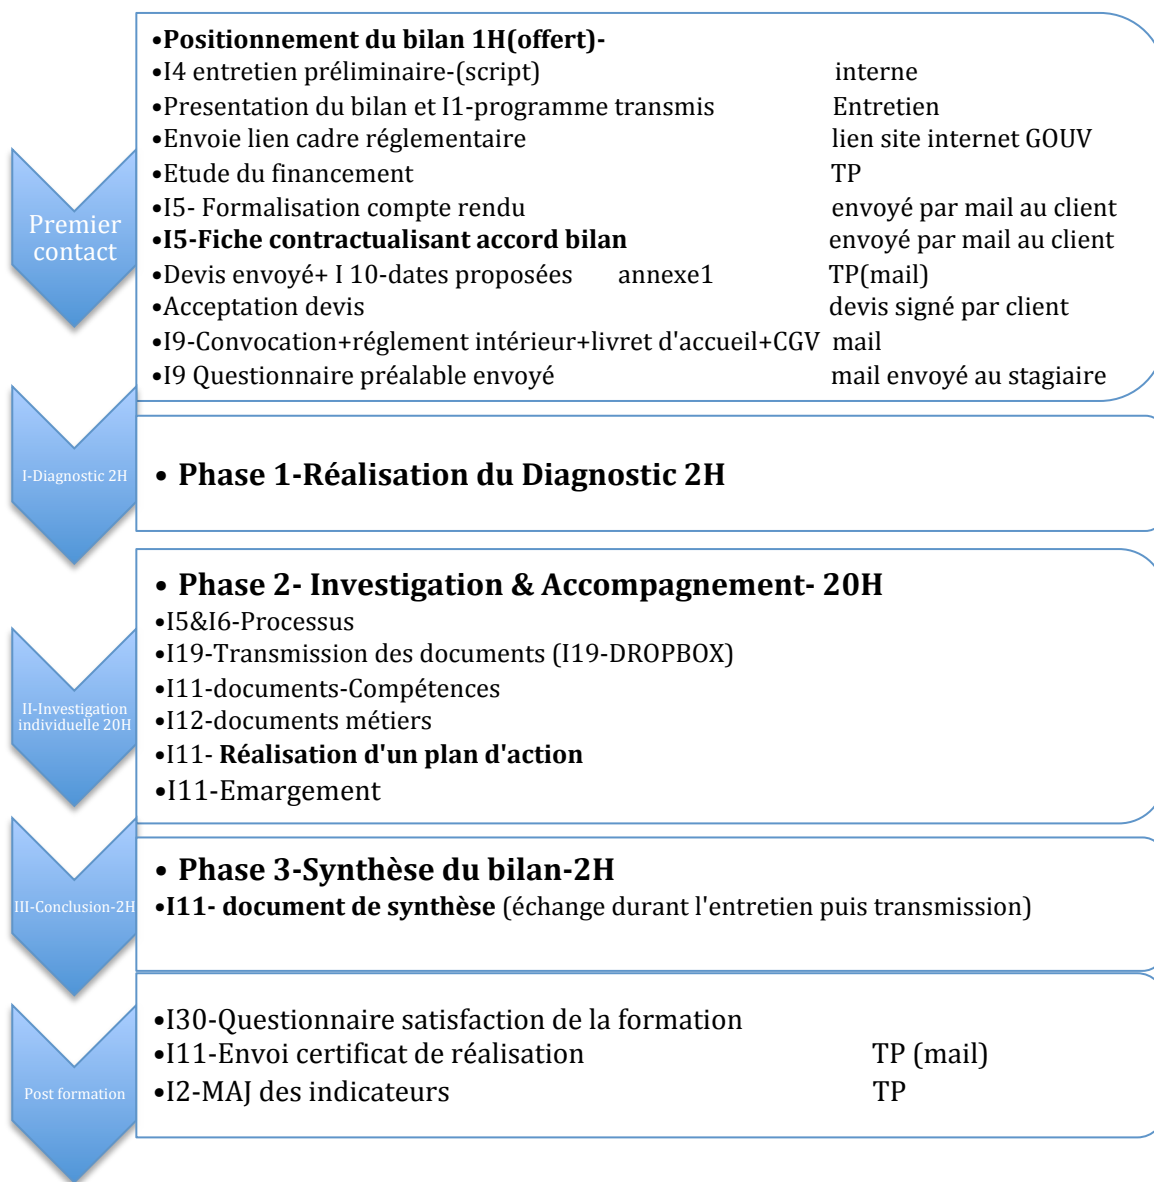 Premier
contact
•Positionnement du bilan 1H(offert)-
•I4 entretien préliminaire-(script) interne
•Presentation du bilan et I1-programme transmis Entretien
•Envoie lien cadre réglementaire lien site internet GOUV
•Etude du financement TP
•I5- Formalisation compte rendu envoyé par mail au client
•I5-Fiche contractualisant accord bilan envoyé par mail au client
•Devis envoyé+ I 10-dates proposées annexe1 TP(mail)
•Acceptation devis devis signé par client
•I9-Convocation+réglement intérieur+livret d'accueil+CGV mail
•I9 Questionnaire préalable envoyé mail envoyé au stagiaire
I-Diagnostic 2H
• Phase 1-Réalisation du Diagnostic 2H
II-Investigation
individuelle 20H
• Phase 2- Investigation & Accompagnement- 20H
•I5&I6-Processus
•I19-Transmission des documents (I19-DROPBOX)
•I11-documents-Compétences
•I12-documents métiers
•I11- Réalisation d'un plan d'action
•I11-Emargement
III-Conclusion-2H
• Phase 3-Synthèse du bilan-2H
•I11- document de synthèse (échange durant l'entretien puis transmission)
Post formation
•I30-Questionnaire satisfaction de la formation
•I11-Envoi certificat de réalisation TP (mail)
•I2-MAJ des indicateurs TP